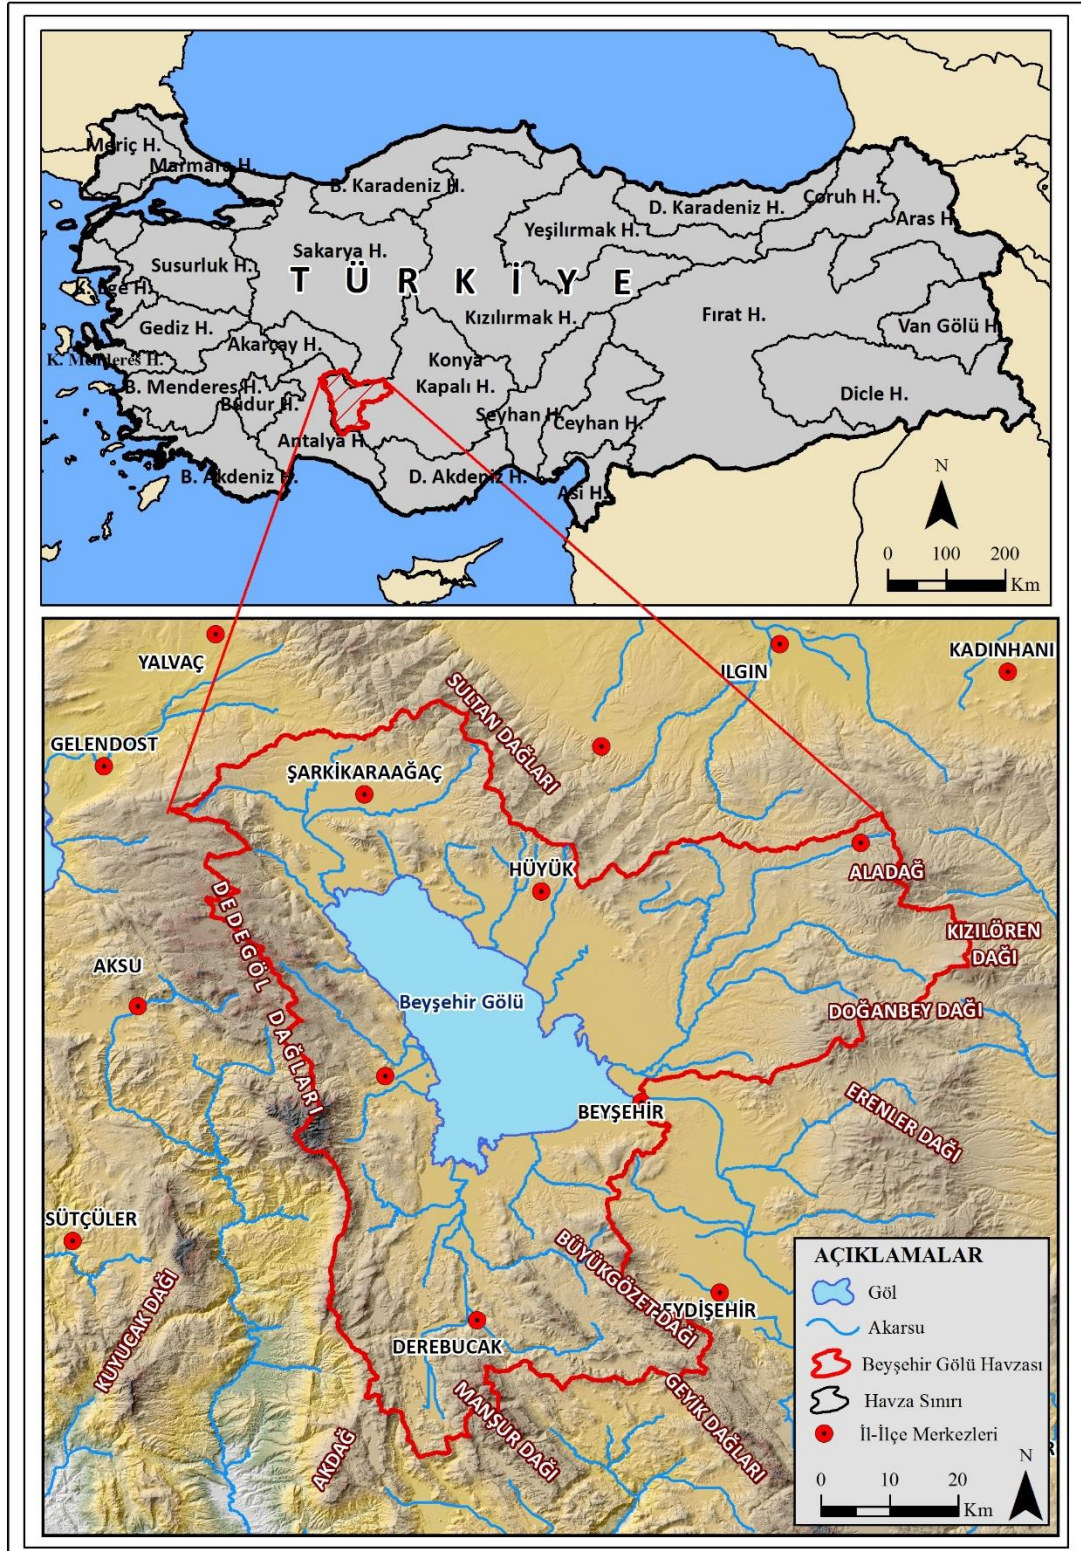 Meriç H.
Marmara H.
B. Karadeniz H.
D. Karadeniz H.
Çoruh H.
Aras H.
Yeşilırmak H.
Susurluk H.
Sakarya H.
TÜRKİYE
K. Ege H.
Gediz H.
Kızılırmak H.
Fırat H.
Van Gölü H
K. Menderes H.
Akarçay H.
Konya
Kapalı H.
B. Menderes H.
Budur H.
Seyhan H.
Ceyhan H.
Dicle H.
Antalya H.
B. Akdeniz H.
D. Akdeniz H.
Asi H.
N
0 100 200
Km
YALVAÇ
ILGIN
KADINHANI
SULTAN DAĞLARI
GELENDOST
ŞARKİKARAAĞAÇ
HÜYÜK
ALADAĞ
DEDEGÖL DAĞLARI
KIZILÖREN
DAĞI
AKSU
Beyşehir Gölü
DOĞANBEY DAĞI
BEYŞEHİR
ERENLER DAĞI
SÜTÇÜLER
KUYUCAK DAĞI
BÜYÜKGÖZET DAĞI
EYDİŞEHİR
DEREBUCAK
AKDAĞ
MANŞUR DAĞI
GEYİK DAĞLARI
R
AÇIKLAMALAR
Göl
Akarsu
Beyşehir Gölü Havzası
Havza Sınırı
İl-İlçe Merkezleri
N
0 10 20
Km